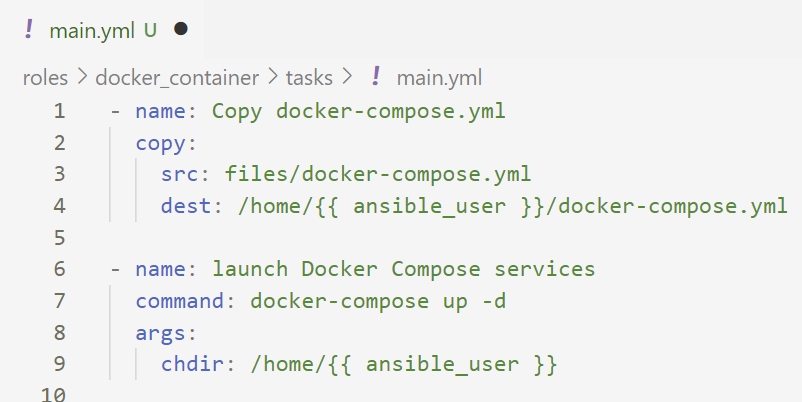 ! main.yml U ●
roles > docker_container > tasks > ! main.yml
1 - name: Copy docker-compose.yml
2 copy:
3 src: files/docker-compose.yml
4 dest: /home/{{ ansible_user }}/docker-compose.yml
5
6 - name: launch Docker Compose services
7 command: docker-compose up -d
8 args:
9 chdir: /home/{{ ansible_user }}
10